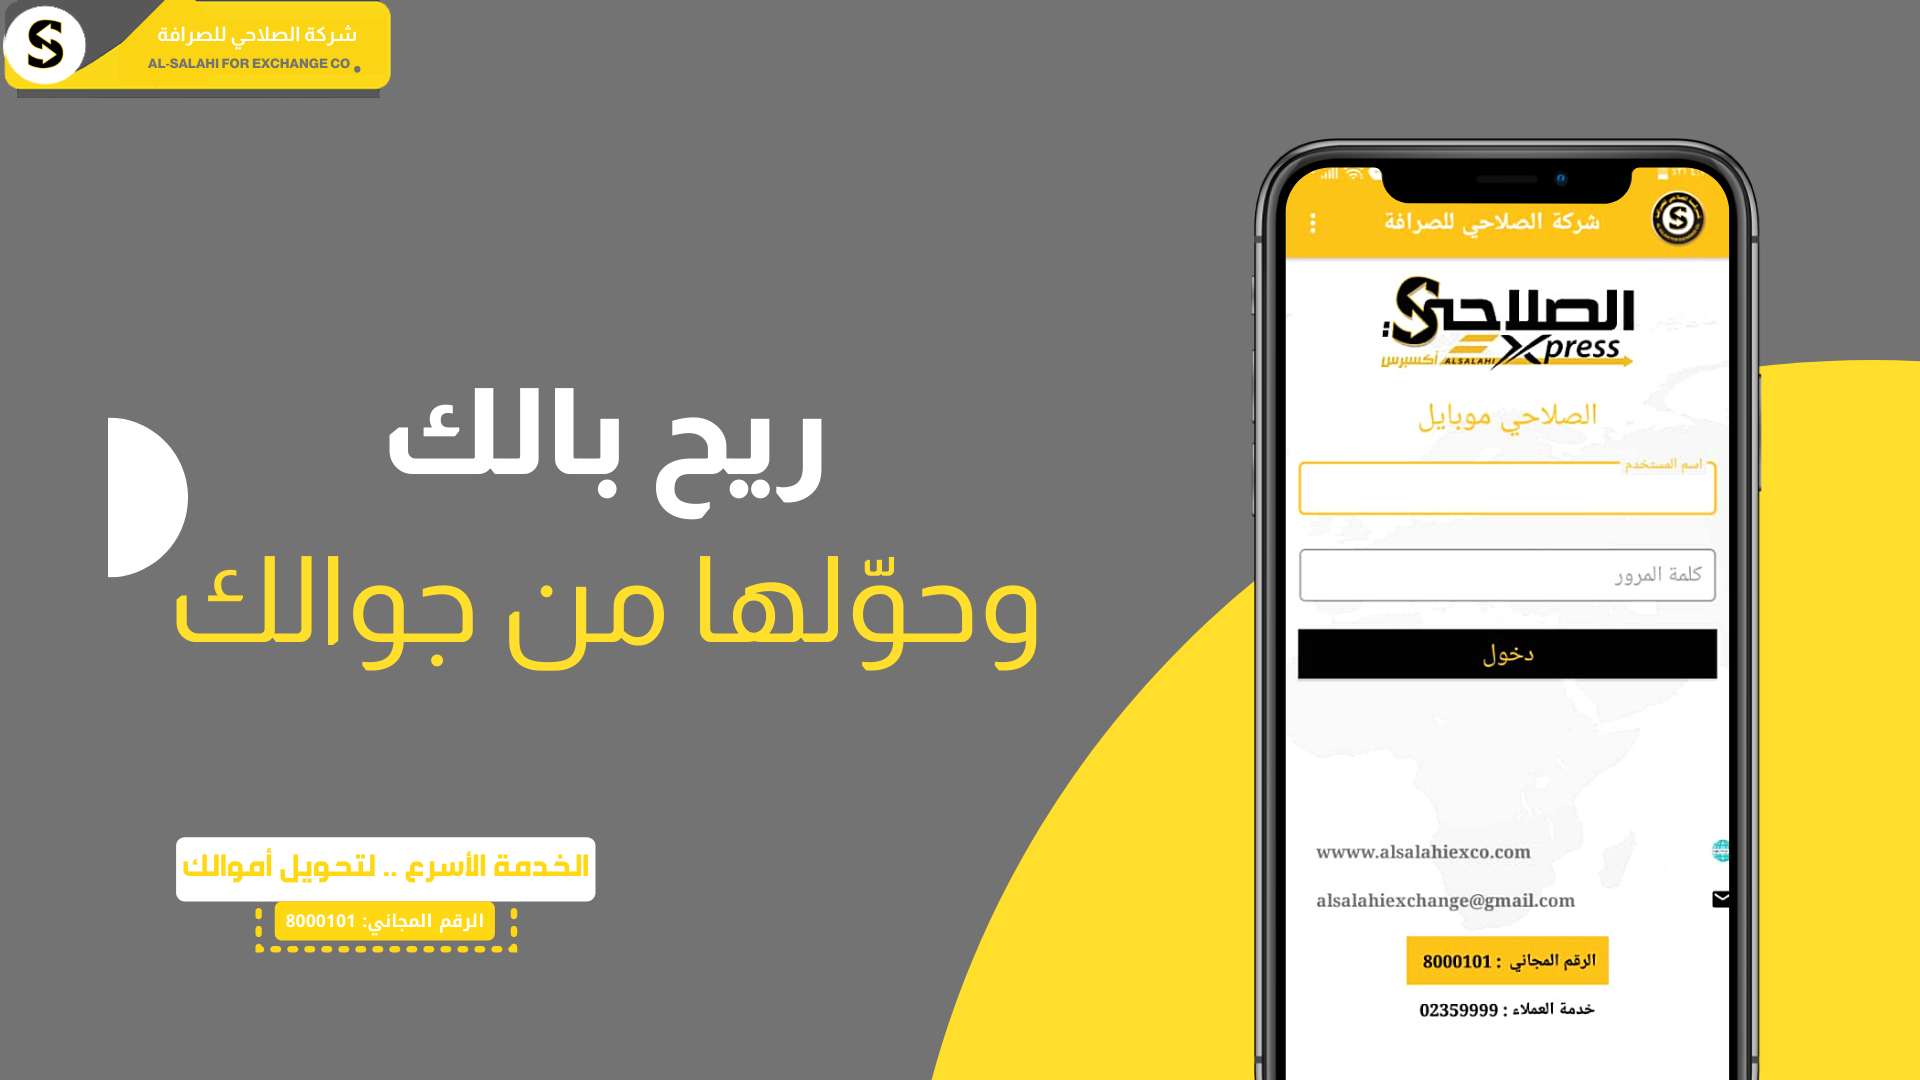 شركة الصلاحي للصرافة
AL-SALAHI FOR EXCHANGE CO.
ريح بالك
وحوّلها من جوالك
الخدمة الأسرع .. لتحويل أموالك
الرقم المجاني: 8000101
شركة الصلاحي للصرافة
الصلاحي
Express
أكسبرس ALSALAHI
الصلاحي موبايل
اسم المستخدم
كلمة المرور
دخول
wwww.alsalahiexco.com
alsalahiexchange@gmail.com
الرقم المجاني : 8000101
خدمة العملاء : 02359999